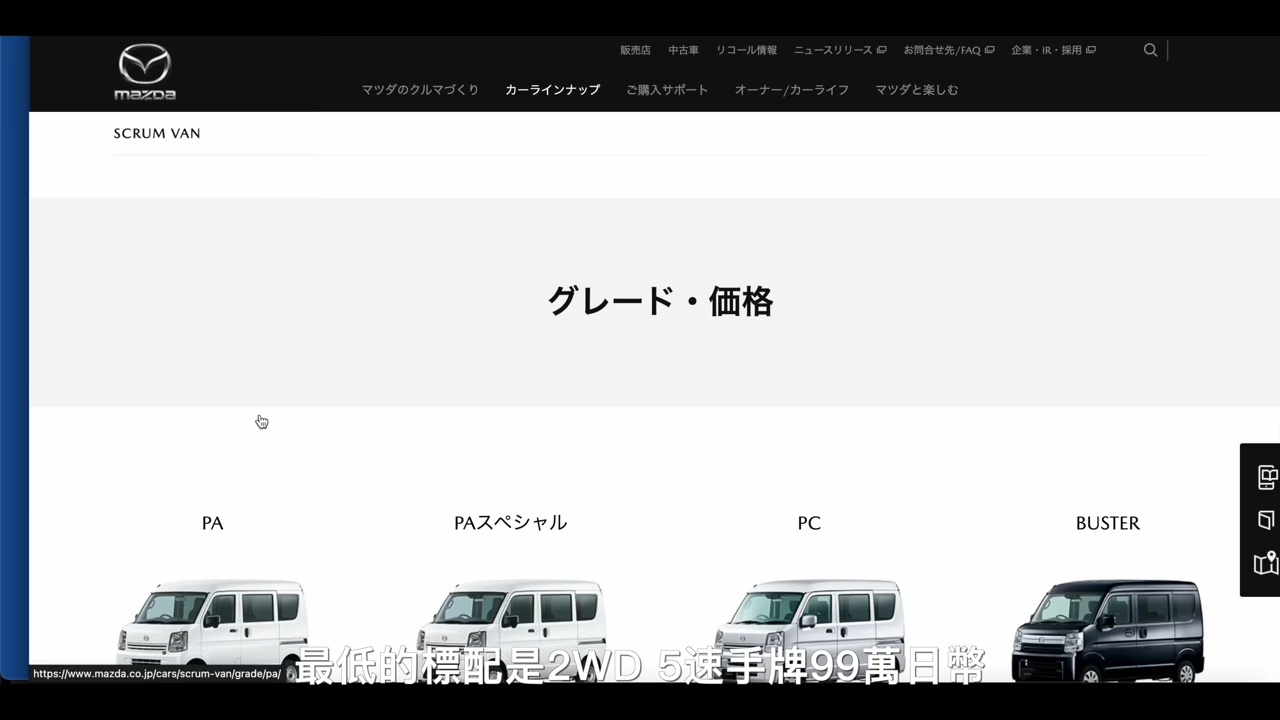 販売店 中古車 リコール情報 ニュースリリース お問合せ先/FAQ 企業・IR・採用
mazda
マツダのクルマづくり カーラインナップ ご購入サポート オーナー/カーライフ マツダと楽しむ
SCRUM VAN
グレード・価格
PA PAスペシャル PC BUSTER
最低的標配是2WD 5速手牌99萬日幣
https://www.mazda.co.jp/cars/scrum-van/grade/pa/